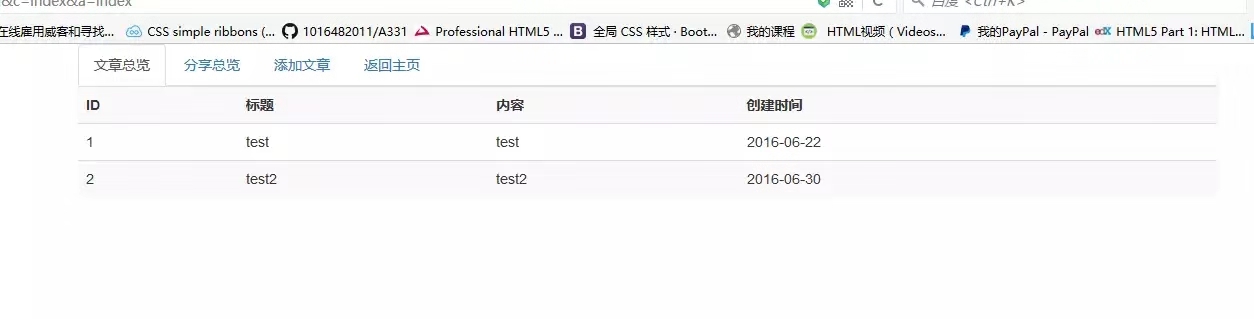 &c=index&a=index 百度 <Ctrl+K>
在线雇用威客和寻找... CSS simple ribbons (... 1016482011/A331 Professional HTML5 ... 全局 CSS 样式 · Boot... 我的课程 HTML视频 ( Videos... 我的PayPal - PayPal edX HTML5 Part 1: HTML...
文章总览 分享总览 添加文章 返回主页
ID 标题 内容 创建时间
1 test test 2016-06-22
2 test2 test2 2016-06-30